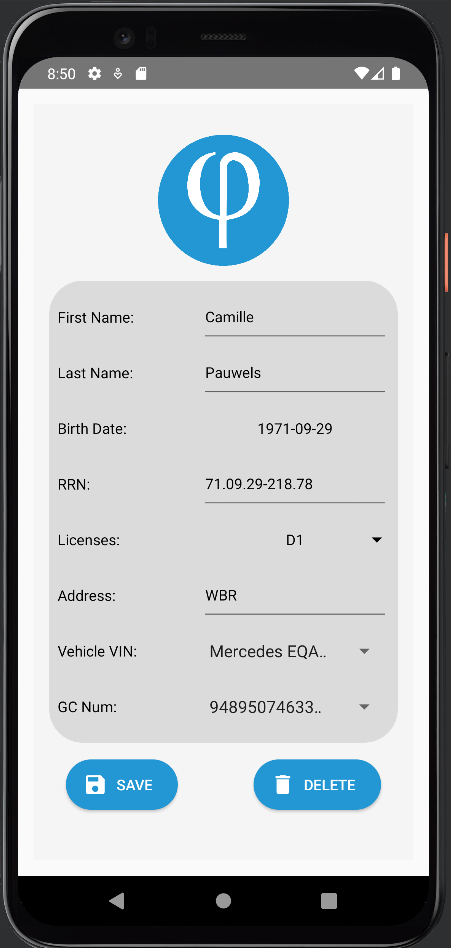 8:50
φ
First Name: Camille
Last Name: Pauwels
Birth Date: 1971-09-29
RRN: 71.09.29-218.78
Licenses: D1
Address: WBR
Vehicle VIN: Mercedes EQA..
GC Num: 94895074633..
SAVE DELETE